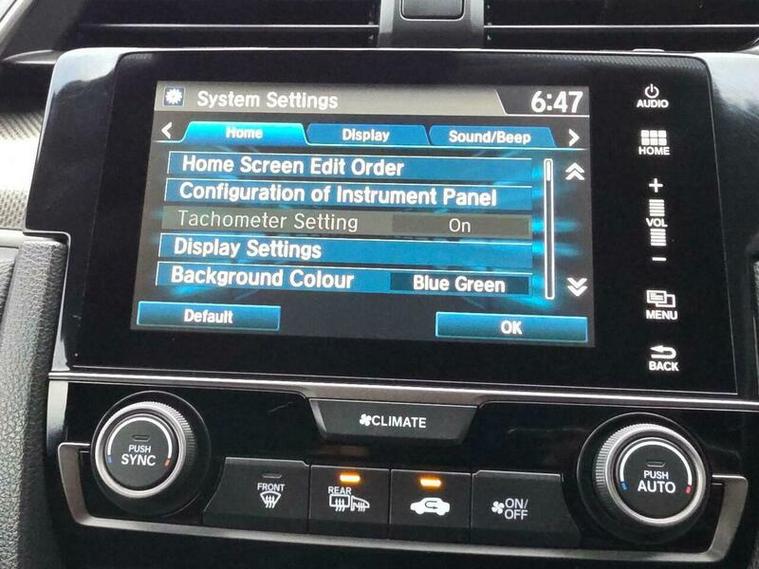 System Settings 6:47
Home Display Sound/Beep
Home Screen Edit Order
Configuration of Instrument Panel
Tachometer Setting On
Display Settings
Background Colour Blue Green
Default OK
AUDIO
HOME
+
VOL
−
MENU
BACK
CLIMATE
PUSH
SYNC
FRONT
REAR
ON/
OFF
PUSH
AUTO